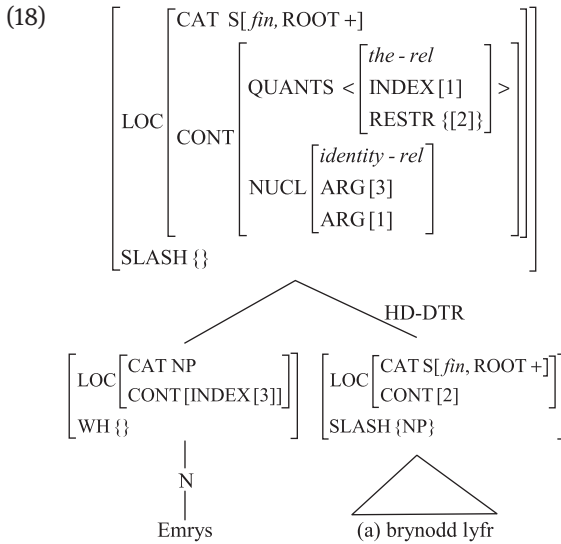 (18)
CAT S[fin, ROOT +]
the - rel
QUANTS < INDEX [1] >
RESTR {[2]}
LOC
CONT
identity - rel
NUCL ARG [3]
ARG [1]
SLASH {}
HD-DTR
LOC CAT NP
CONT [INDEX [3]]
WH {}
LOC CAT S[fin, ROOT +]
CONT [2]
SLASH {NP}
N
Emrys
(a) brynodd lyfr